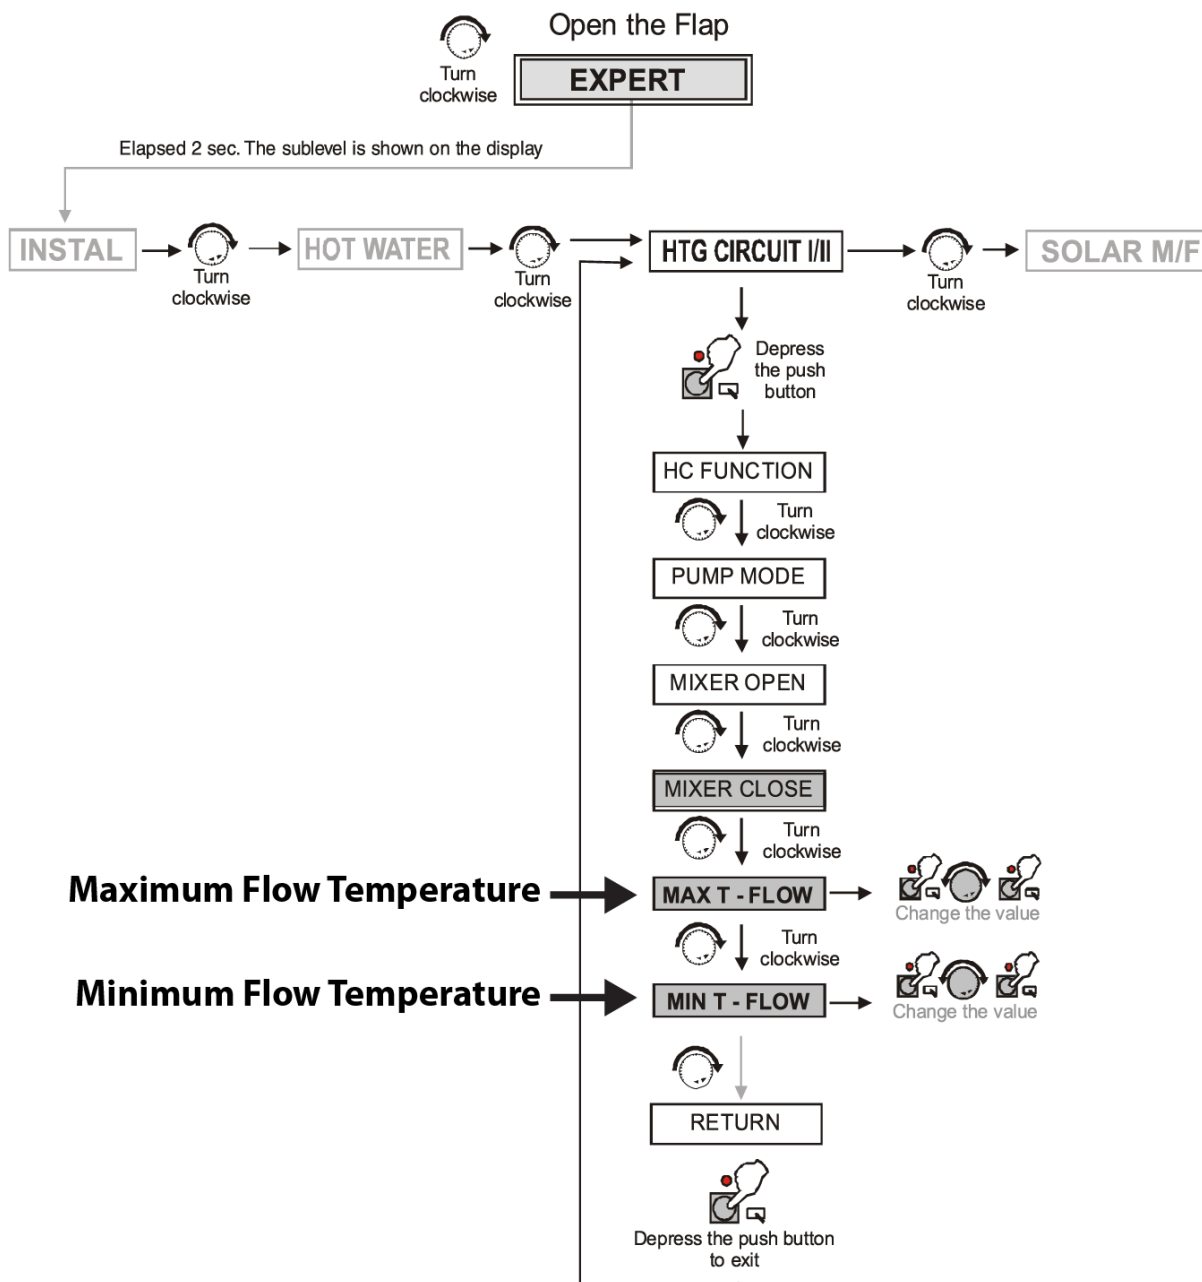 Open the Flap
Turn
clockwise
EXPERT
Elapsed 2 sec. The sublevel is shown on the display
INSTAL
Turn
clockwise
HOT WATER
Turn
clockwise
HTG CIRCUIT I/II
Turn
clockwise
SOLAR M/F
Depress
the push
button
HC FUNCTION
Turn
clockwise
PUMP MODE
Turn
clockwise
MIXER OPEN
Turn
clockwise
MIXER CLOSE
Turn
clockwise
Maximum Flow Temperature
MAX T - FLOW
Change the value
Turn
clockwise
Minimum Flow Temperature
MIN T - FLOW
Change the value
RETURN
Depress the push button
to exit